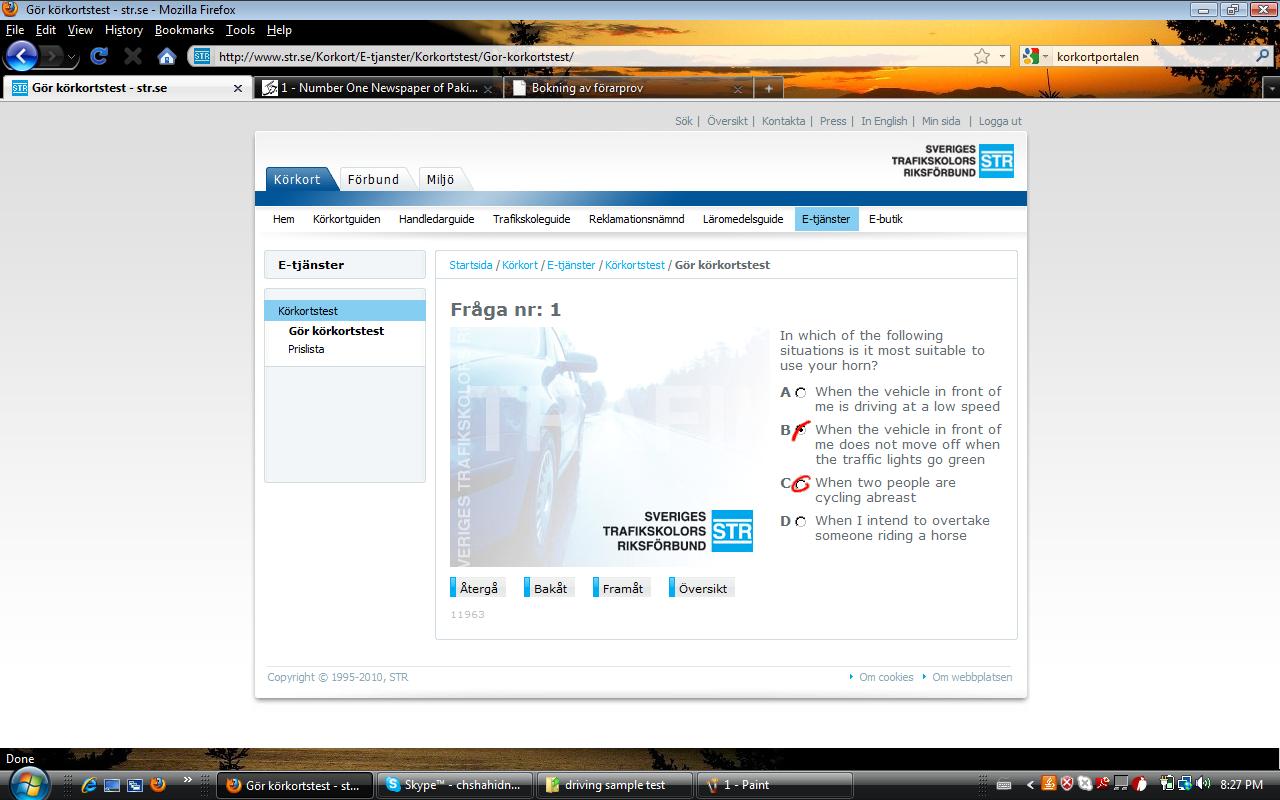 Gör körkortstest - str.se - Mozilla Firefox
File Edit View History Bookmarks Tools Help
STR http://www.str.se/Korkort/E-tjanster/Korkortstest/Gor-korkortstest/ korkortportalen
STR Gör körkortstest - str.se 1 - Number One Newspaper of Paki... Bokning av förarprov
Sök | Översikt | Kontakta | Press | In English | Min sida | Logga ut
SVERIGES
TRAFIKSKOLORS
RIKSFÖRBUND
STR
Körkort Förbund Miljö
Hem Körkortguiden Handledarguide Trafikskoleguide Reklamationsnämnd Läromedelsguide E-tjänster E-butik
E-tjänster
Körkortstest
Gör körkortstest
Prislista
Startsida / Körkort / E-tjänster / Körkortstest / Gör körkortstest
Fråga nr: 1
In which of the following
situations is it most suitable to
use your horn?
A When the vehicle in front of
me is driving at a low speed
B When the vehicle in front of
me does not move off when
the traffic lights go green
C When two people are
cycling abreast
D When I intend to overtake
someone riding a horse
TRAFI
SVERIGES
TRAFIKSKOLORS
RIKSFÖRBUND
STR
Återgå Bakåt Framåt Översikt
11963
Copyright © 1995-2010, STR
Om cookies Om webbplatsen
Done
Gör körkortstest - st... Skype™ - chshahidn... driving sample test 1 - Paint 8:27 PM